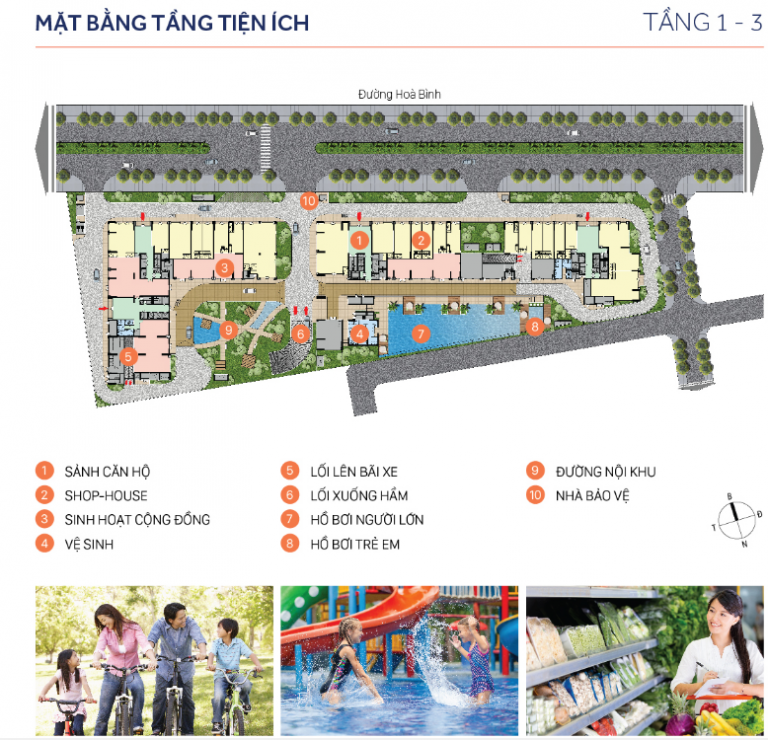 MẶT BẰNG TẦNG TIỆN ÍCH
TẦNG 1 - 3
Đường Hoà Bình
10
1
2
3
9
6
4
7
8
5
1 SẢNH CĂN HỘ
2 SHOP-HOUSE
3 SINH HOẠT CỘNG ĐỒNG
4 VỆ SINH
5 LỐI LÊN BÃI XE
6 LỐI XUỐNG HẦM
7 HỒ BƠI NGƯỜI LỚN
8 HỒ BƠI TRẺ EM
9 ĐƯỜNG NỘI KHU
10 NHÀ BẢO VỆ
B
Đ
T
N